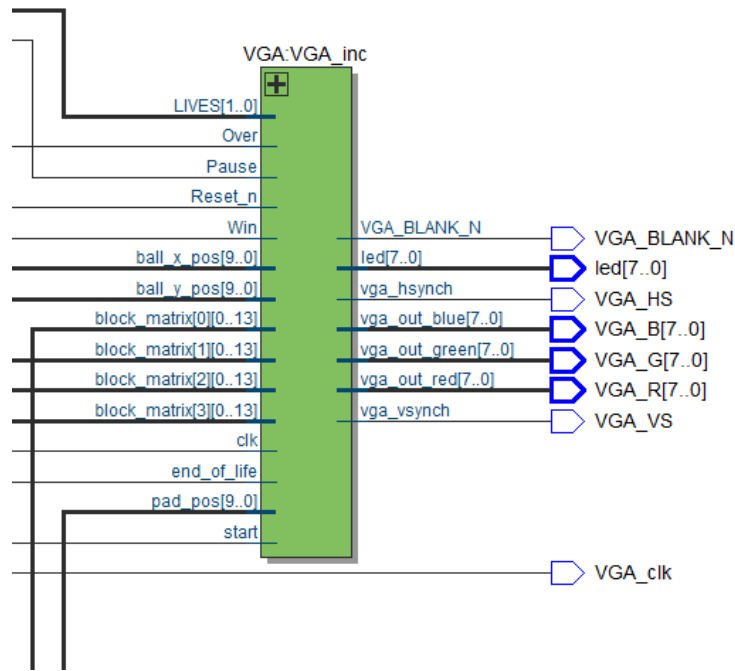 VGA:VGA_inc
LIVES[1..0]
Over
Pause
Reset_n
Win
ball_x_pos[9..0]
ball_y_pos[9..0]
block_matrix[0][0..13]
block_matrix[1][0..13]
block_matrix[2][0..13]
block_matrix[3][0..13]
clk
end_of_life
pad_pos[9..0]
start
VGA_BLANK_N
led[7..0]
vga_hsynch
vga_out_blue[7..0]
vga_out_green[7..0]
vga_out_red[7..0]
vga_vsynch
VGA_BLANK_N
led[7..0]
VGA_HS
VGA_B[7..0]
VGA_G[7..0]
VGA_R[7..0]
VGA_VS
VGA_clk